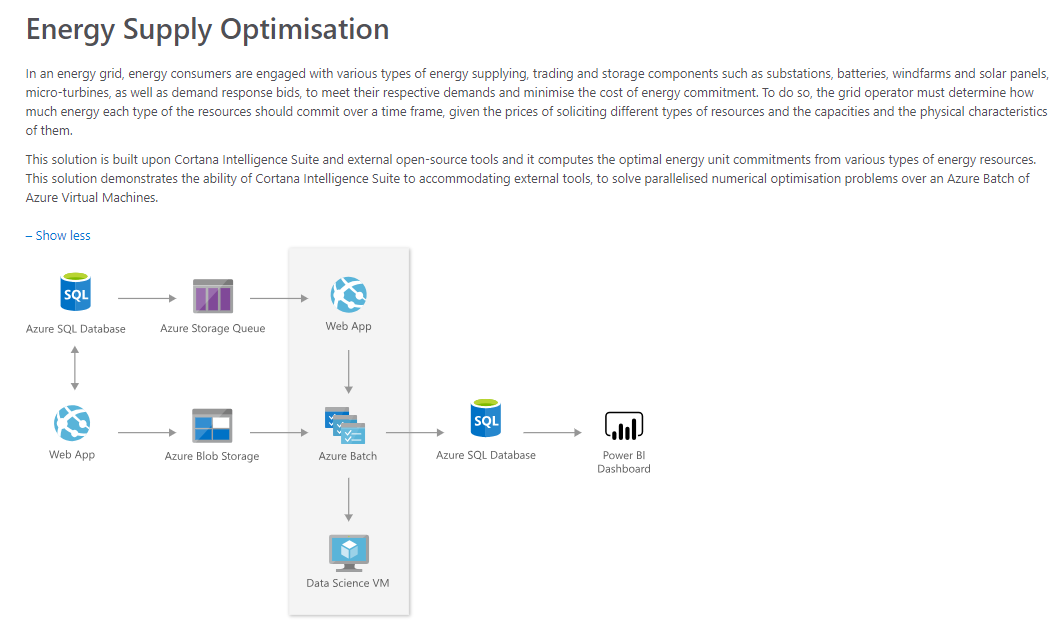 Energy Supply Optimisation
In an energy grid, energy consumers are engaged with various types of energy supplying, trading and storage components such as substations, batteries, windfarms and solar panels,
micro-turbines, as well as demand response bids, to meet their respective demands and minimise the cost of energy commitment. To do so, the grid operator must determine how
much energy each type of the resources should commit over a time frame, given the prices of soliciting different types of resources and the capacities and the physical characteristics
of them.
This solution is built upon Cortana Intelligence Suite and external open-source tools and it computes the optimal energy unit commitments from various types of energy resources.
This solution demonstrates the ability of Cortana Intelligence Suite to accommodating external tools, to solve parallelised numerical optimisation problems over an Azure Batch of
Azure Virtual Machines.
– Show less
SQL
Azure SQL Database
Azure Storage Queue
Web App
Web App
Azure Blob Storage
Azure Batch
SQL
Azure SQL Database
Power BI
Dashboard
Data Science VM